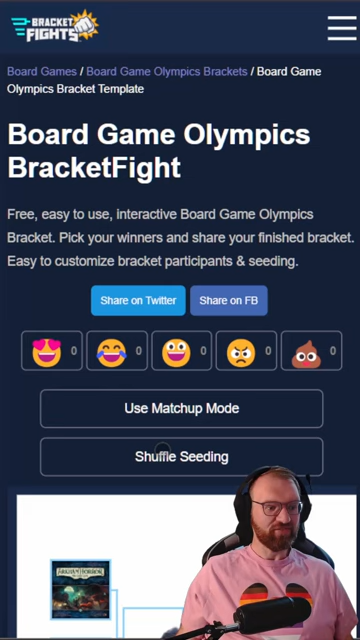 BRACKET
FIGHTS
Board Games / Board Game Olympics Brackets / Board Game
Olympics Bracket Template
Board Game Olympics
BracketFight
Free, easy to use, interactive Board Game Olympics
Bracket. Pick your winners and share your finished bracket.
Easy to customize bracket participants & seeding.
Share on Twitter
Share on FB
0
0
0
0
0
Use Matchup Mode
Shuffle Seeding
ARKHAM HORROR